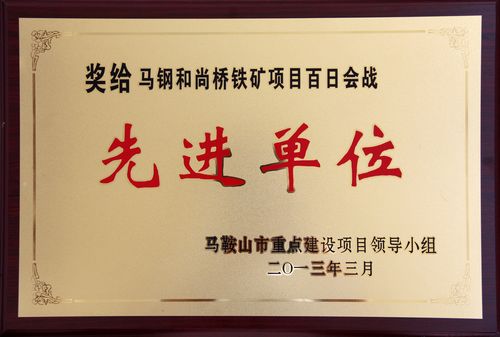 奖给 马钢和尚桥铁矿项目百日会战
先进单位
马鞍山市重点建设项目领导小组
二〇一三年三月